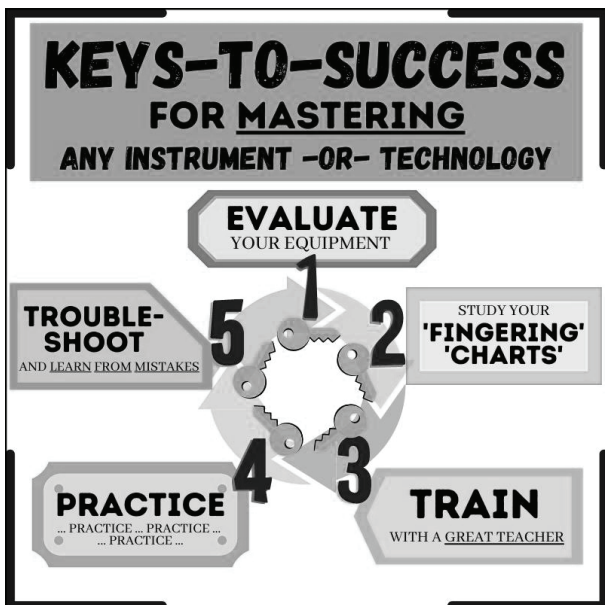 KEYS-TO-SUCCESS
FOR MASTERING
ANY INSTRUMENT -OR- TECHNOLOGY
EVALUATE
YOUR EQUIPMENT
1
2
STUDY YOUR
'FINGERING'
'CHARTS'
3
TRAIN
WITH A GREAT TEACHER
4
PRACTICE
... PRACTICE ... PRACTICE ...
... PRACTICE ...
5
TROUBLE-
SHOOT
AND LEARN FROM MISTAKES